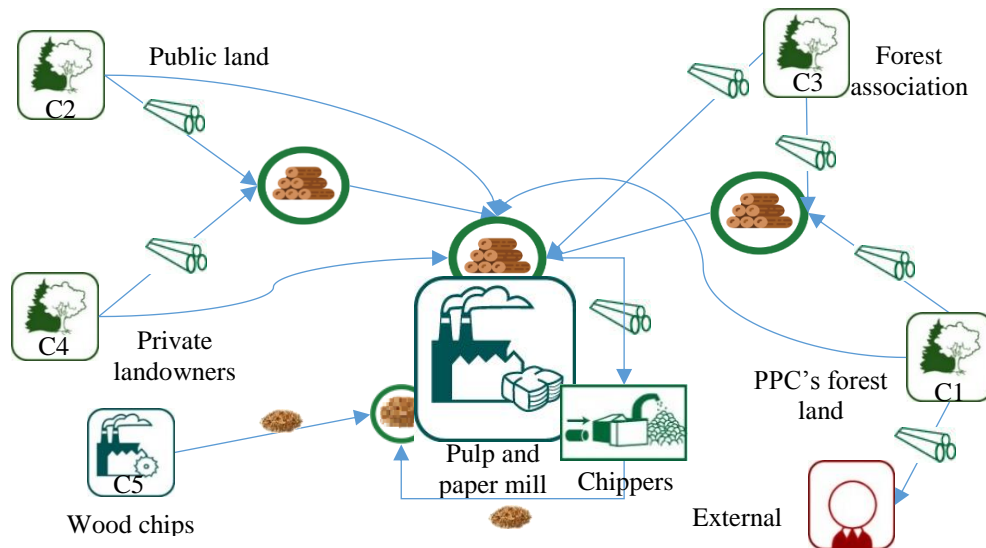 Public land
C2
C3
Forest
association
C4
Private
landowners
PPC's forest
land
C1
C5
Wood chips
Pulp and
paper mill
Chippers
External